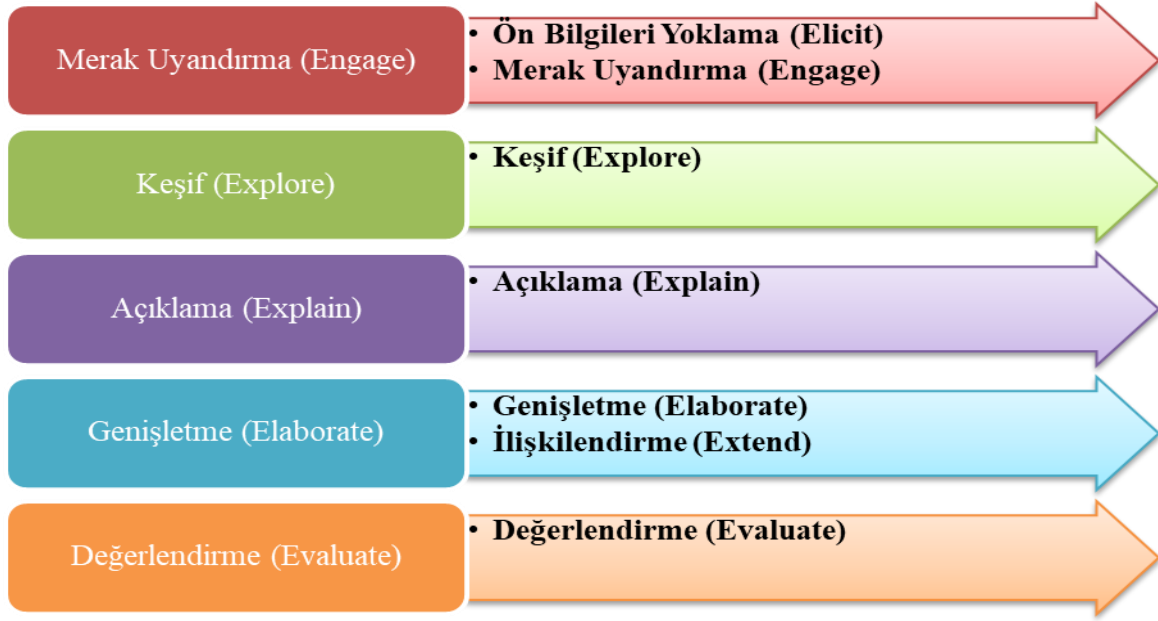 Merak Uyandırma (Engage)
• Ön Bilgileri Yoklama (Elicit)
• Merak Uyandırma (Engage)
Keşif (Explore)
• Keşif (Explore)
Açıklama (Explain)
• Açıklama (Explain)
Genişletme (Elaborate)
• Genişletme (Elaborate)
• İlişkilendirme (Extend)
Değerlendirme (Evaluate)
• Değerlendirme (Evaluate)